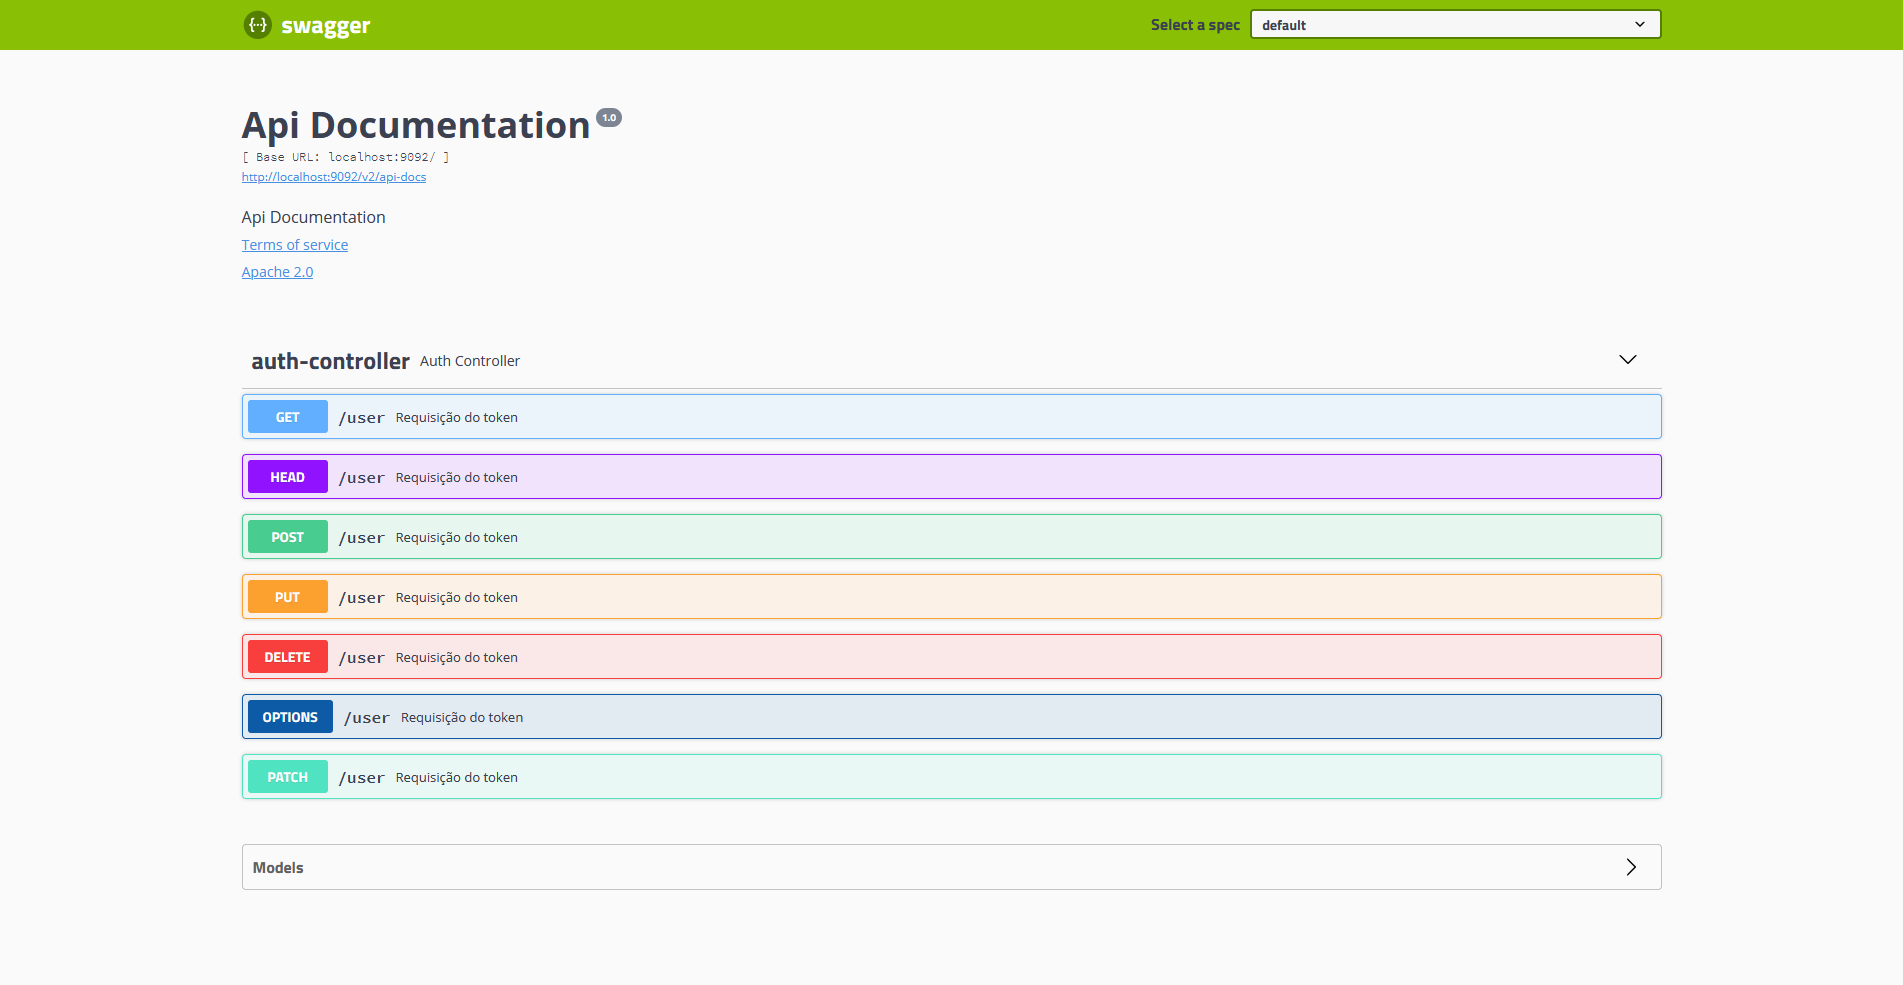 {...} swagger
Select a spec default
Api Documentation 1.0
[ Base URL: localhost:9092/ ]
http://localhost:9092/v2/api-docs
Api Documentation
Terms of service
Apache 2.0
auth-controller Auth Controller
GET /user Requisição do token
HEAD /user Requisição do token
POST /user Requisição do token
PUT /user Requisição do token
DELETE /user Requisição do token
OPTIONS /user Requisição do token
PATCH /user Requisição do token
Models